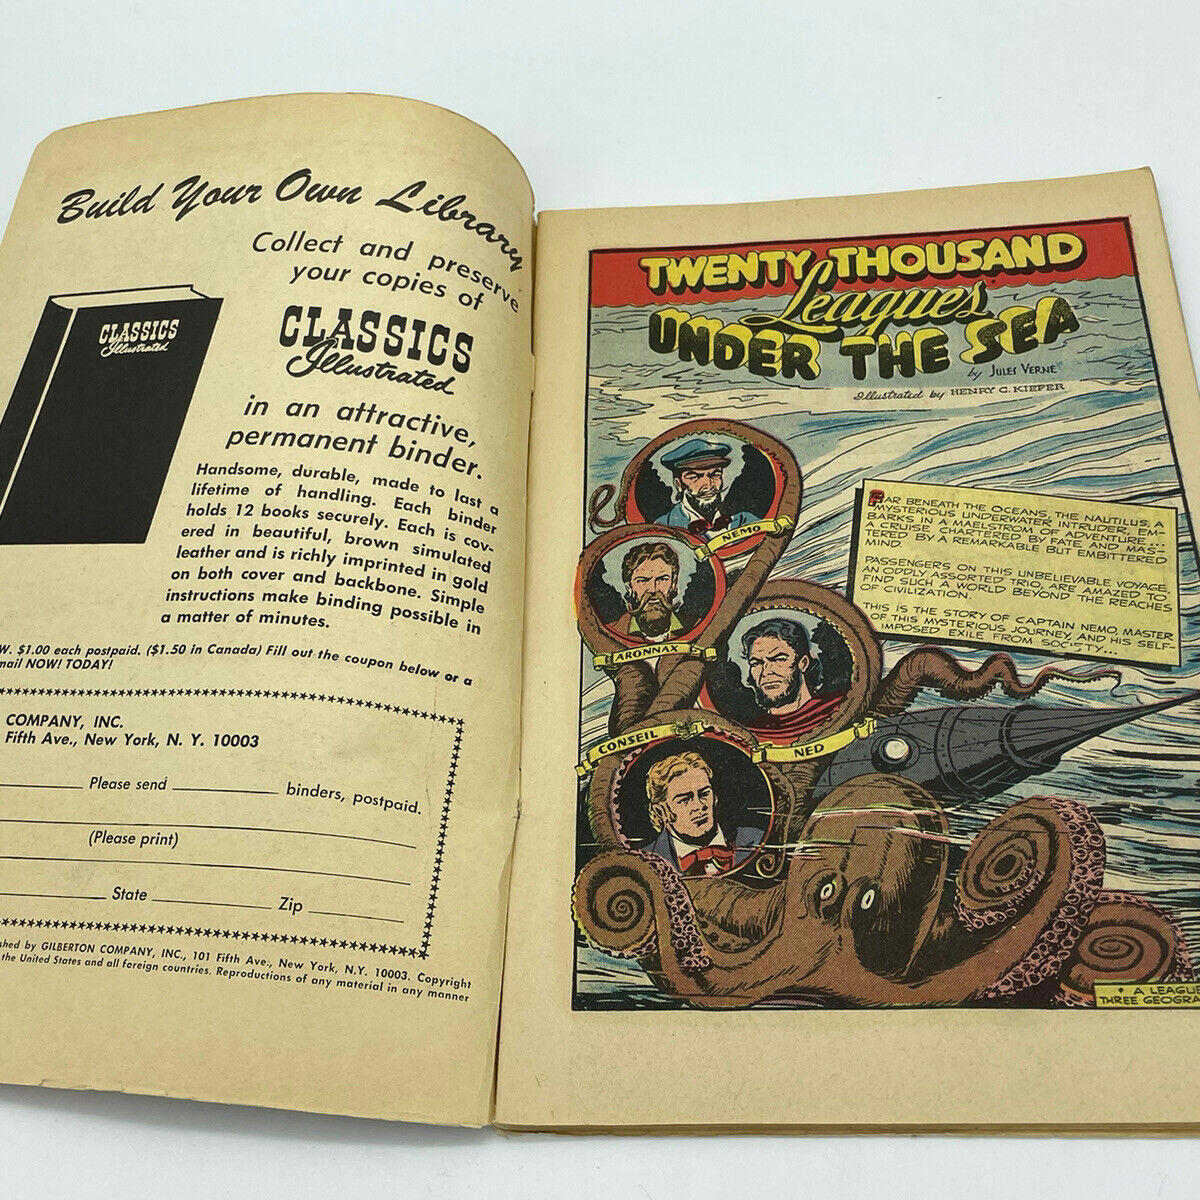 Build Your Own Library
Collect and preserve
your copies of
CLASSICS
Illustrated
CLASSICS
Illustrated
in an attractive,
permanent binder.
Handsome, durable, made to last a
lifetime of handling. Each binder
holds 12 books securely. Each is cov-
ered in beautiful, brown simulated
leather and is richly imprinted in gold
on both cover and backbone. Simple
instructions make binding possible in
a matter of minutes.
W. $1.00 each postpaid. ($1.50 in Canada) Fill out the coupon below or a
mail NOW! TODAY!
COMPANY, INC.
Fifth Ave., New York, N. Y. 10003
Please send binders, postpaid.
(Please print)
State Zip
shed by GILBERTON COMPANY, INC., 101 Fifth Ave., New York, N.Y. 10003. Copyright
the United States and all foreign countries. Reproductions of any material in any manner
TWENTY THOUSAND
Leagues*
UNDER THE SEA
by JULES VERNE
Illustrated by HENRY C. KIEFER
FAR BENEATH THE OCEANS, THE NAUTILUS, A
MYSTERIOUS UNDERWATER INTRUDER, EM-
BARKS IN A MAELSTROM OF ADVENTURE...
A CRUISE CHARTERED BY FATE AND MAS-
TERED BY A REMARKABLE BUT EMBITTERED
MIND.
PASSENGERS ON THIS UNBELIEVABLE VOYAGE,
AN ODDLY ASSORTED TRIO, ARE AMAZED TO
FIND SUCH A WORLD BEYOND THE REACHES
OF CIVILIZATION.
THIS IS THE STORY OF CAPTAIN NEMO, MASTER
OF THIS MYSTERIOUS JOURNEY, AND HIS SELF-
IMPOSED EXILE FROM SOCIETY...
NEMO
ARONNAX
NED
CONSEIL
* A LEAGUE
THREE GEOGRA